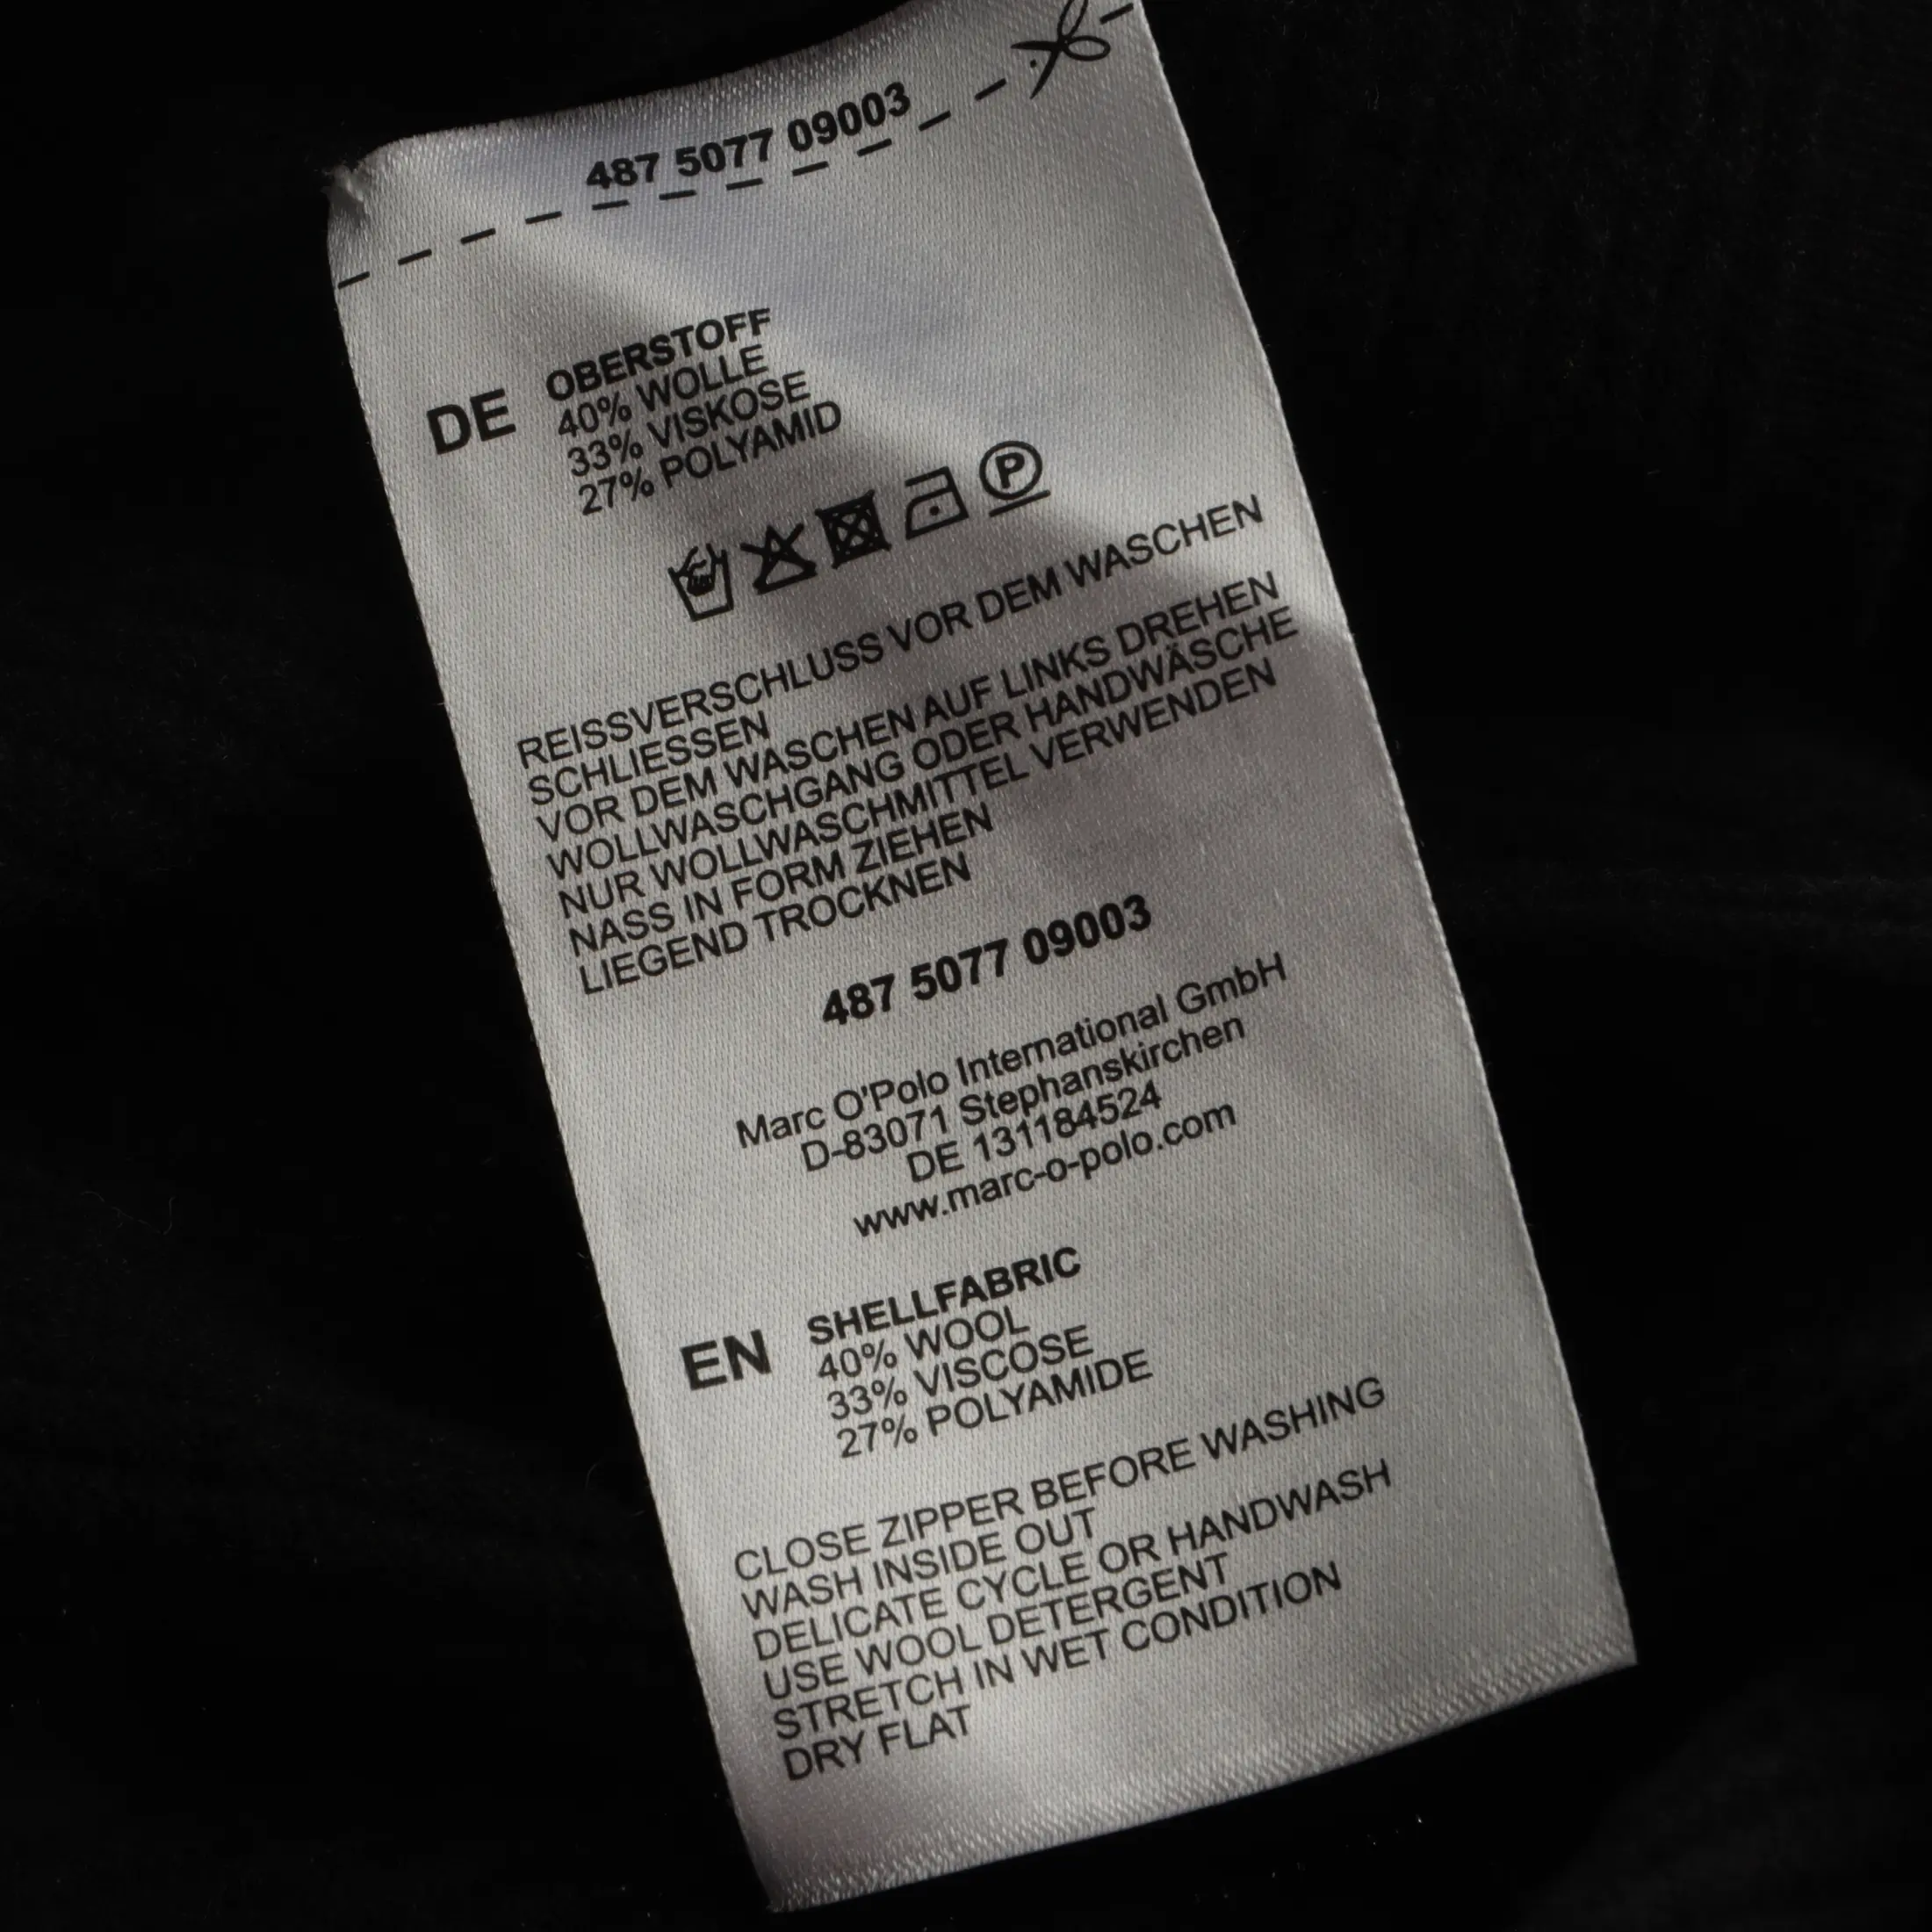 487 5077 09003
DE
OBERSTOFF
40% WOLLE
33% VISKOSE
27% POLYAMID
P
REISSVERSCHLUSS VOR DEM WASCHEN
SCHLIESSEN
VOR DEM WASCHEN AUF LINKS DREHEN
WOLLWASCHGANG ODER HANDWÄSCHE
NUR WOLLWASCHMITTEL VERWENDEN
NASS IN FORM ZIEHEN
LIEGEND TROCKNEN
487 5077 09003
Marc O'Polo International GmbH
D-83071 Stephanskirchen
DE 131184524
www.marc-o-polo.com
EN
SHELLFABRIC
40% WOOL
33% VISCOSE
27% POLYAMIDE
CLOSE ZIPPER BEFORE WASHING
WASH INSIDE OUT
DELICATE CYCLE OR HANDWASH
USE WOOL DETERGENT
STRETCH IN WET CONDITION
DRY FLAT